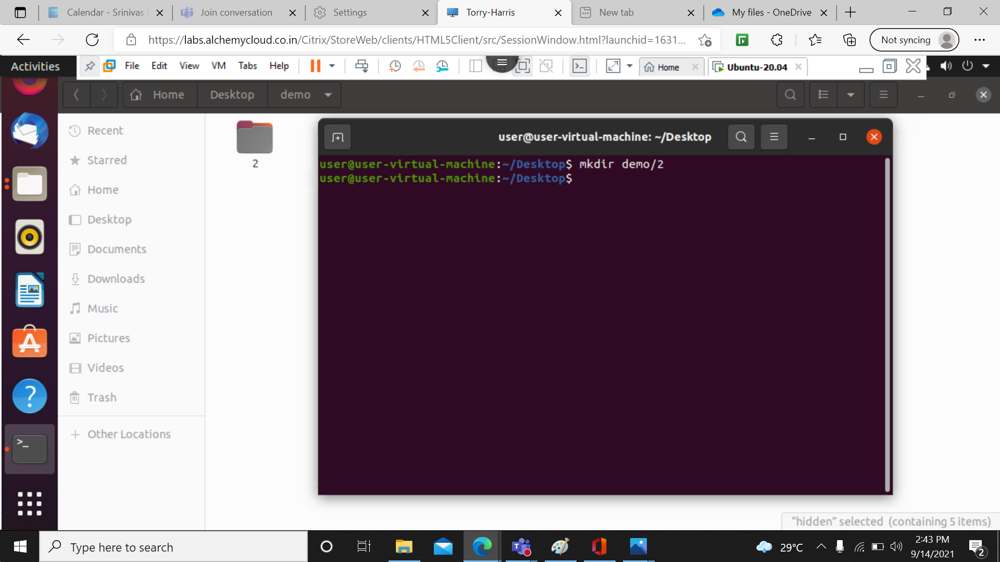 Calendar - Srinivas
Join conversation
Settings
Torry-Harris
New tab
My files - OneDrive
https://labs.alchemycloud.co.in/Citrix/StoreWeb/clients/HTML5Client/src/SessionWindow.html?launchid=1631...
Not syncing
Activities
File Edit View VM Tabs Help
Home
Ubuntu-20.04
Home Desktop demo
Recent
Starred
Home
Desktop
Documents
Downloads
Music
Pictures
Videos
Trash
Other Locations
2
user@user-virtual-machine: ~/Desktop
user@user-virtual-machine:~/Desktop$ mkdir demo/2
user@user-virtual-machine:~/Desktop$
"hidden" selected (containing 5 items)
Type here to search
29°C
2:43 PM
9/14/2021
2